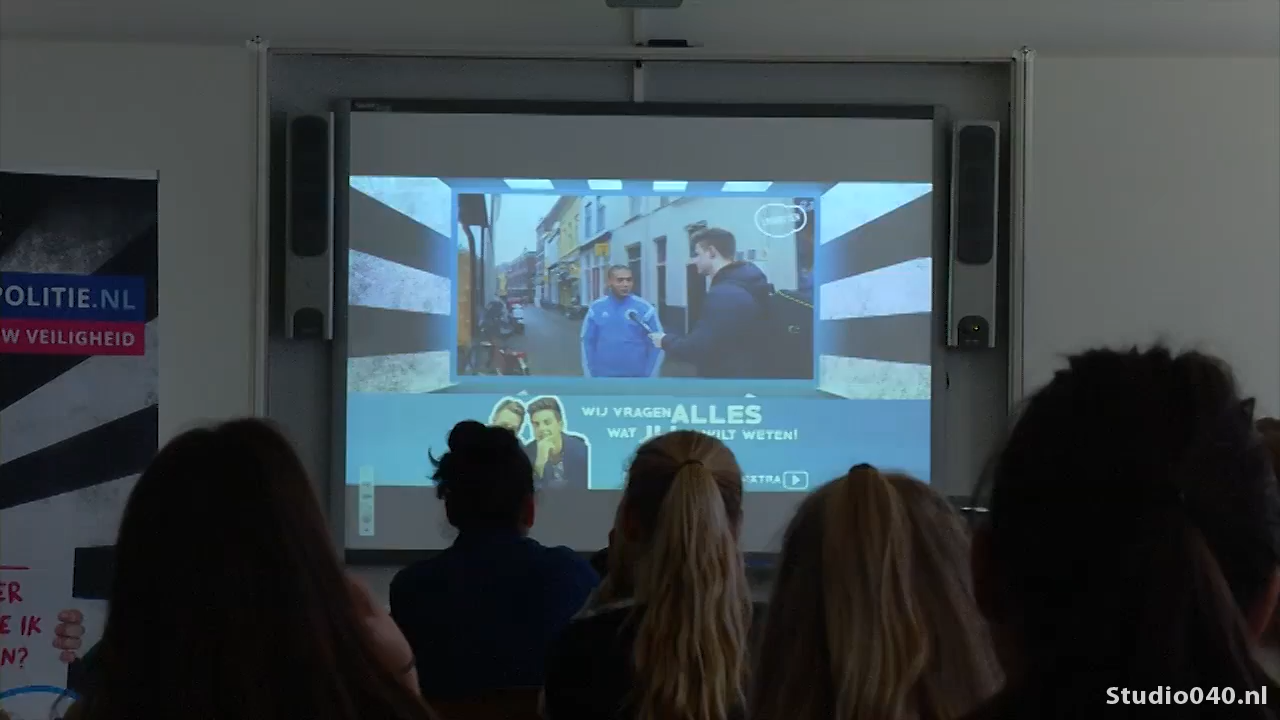 POLITIE.NL
W VEILIGHEID
WIJ VRAGEN ALLES
WAT WILT WETEN!
EXTRA
ER
E IK
N?
Studio040.nl